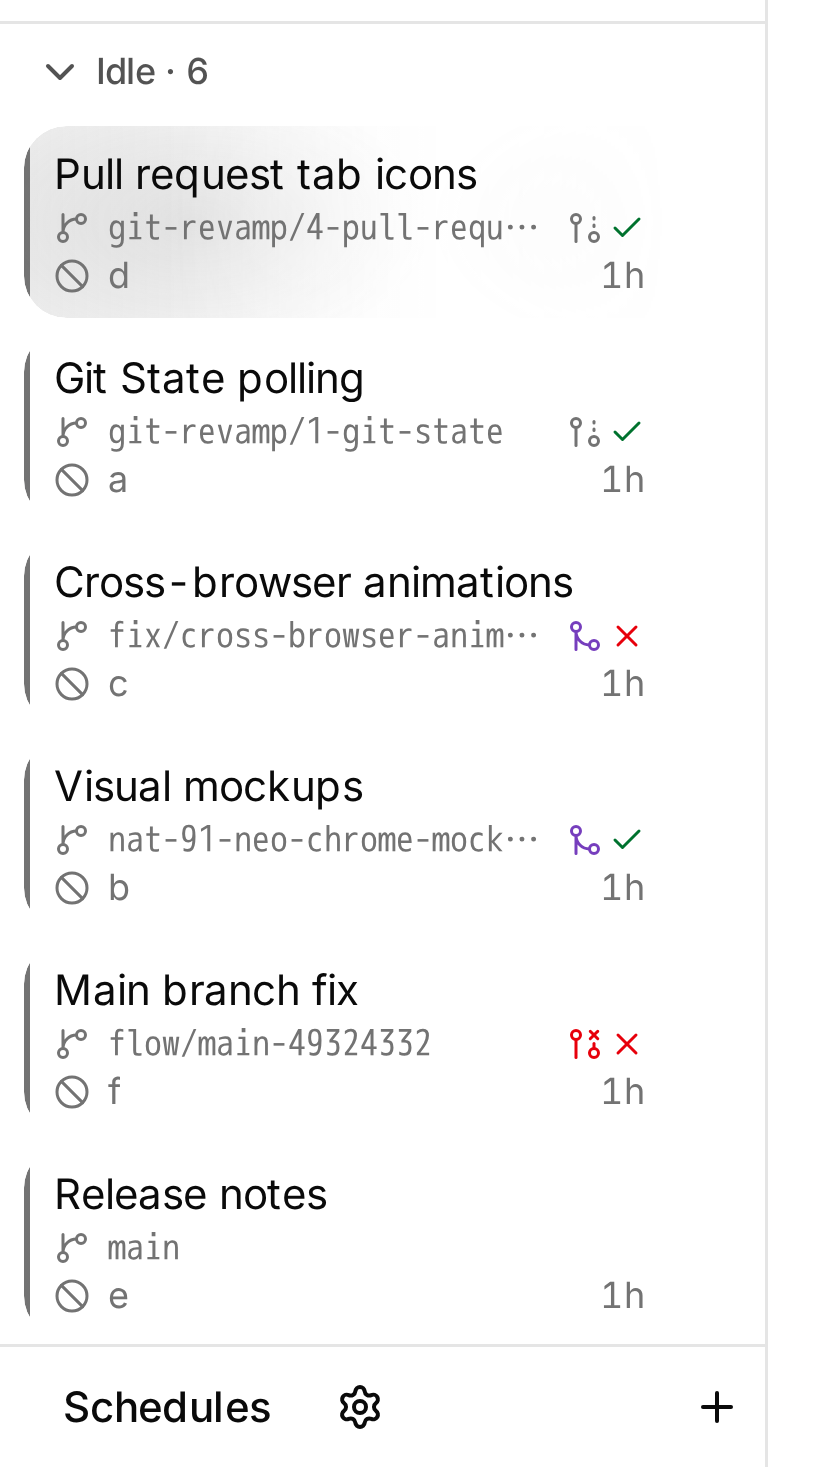 Idle · 6
Pull request tab icons
git-revamp/4-pull-requ···
d 1h
Git State polling
git-revamp/1-git-state
a 1h
Cross-browser animations
fix/cross-browser-anim···
c 1h
Visual mockups
nat-91-neo-chrome-mock···
b 1h
Main branch fix
flow/main-49324332
f 1h
Release notes
main
e 1h
Schedules